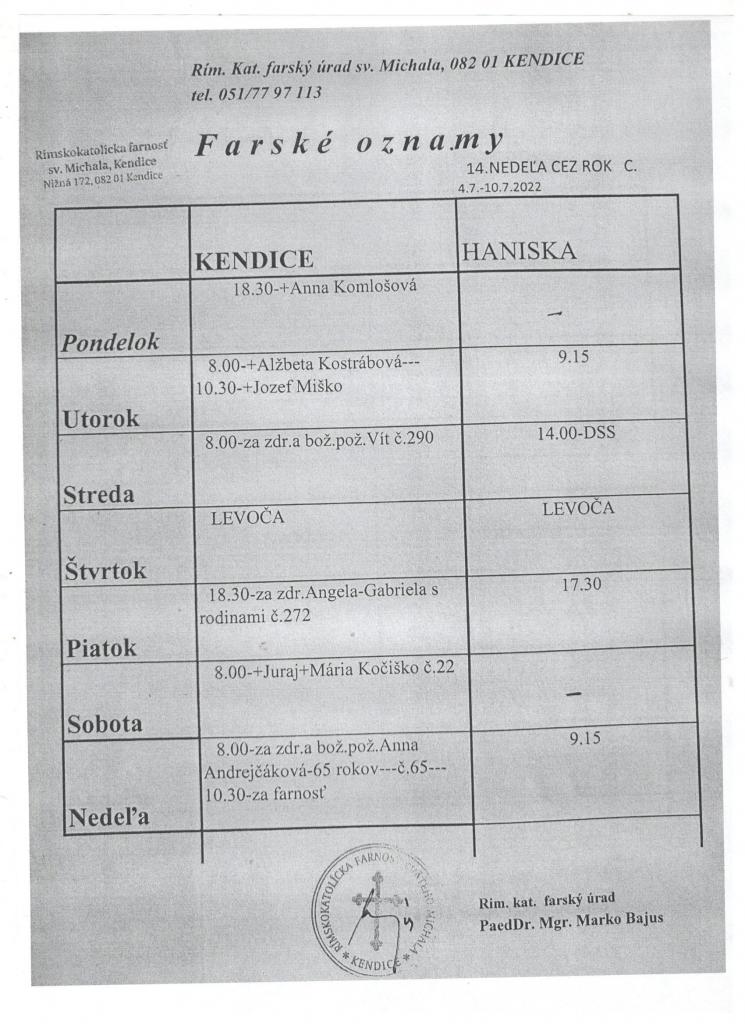 Rím. Kat. farský úrad sv. Michala, 082 01 KENDICE
tel. 051/77 97 113
Rímskokatolícka farnosť
sv. Michala, Kendice
Nižná 172, 082 01 Kendice
Farské oznamy
14.NEDEĽA CEZ ROK C.
4.7.-10.7.2022
KENDICE
HANISKA
Pondelok
18.30-+Anna Komlošová
–
Utorok
8.00-+Alžbeta Kostrábová---
10.30-+Jozef Miško
9.15
Streda
8.00-za zdr.a bož.pož.Vít č.290
14.00-DSS
Štvrtok
LEVOČA
LEVOČA
Piatok
18.30-za zdr.Angela-Gabriela s
rodinami č.272
17.30
Sobota
8.00-+Juraj+Mária Kočiško č.22
–
Nedeľa
8.00-za zdr.a bož.pož.Anna
Andrejčáková-65 rokov---č.65---
10.30-za farnosť
9.15
RÍMSKOKATOLÍCKA FARNOSŤ SVÄTÉHO MICHALA
* KENDICE *
Rim. kat. farský úrad
PaedDr. Mgr. Marko Bajus